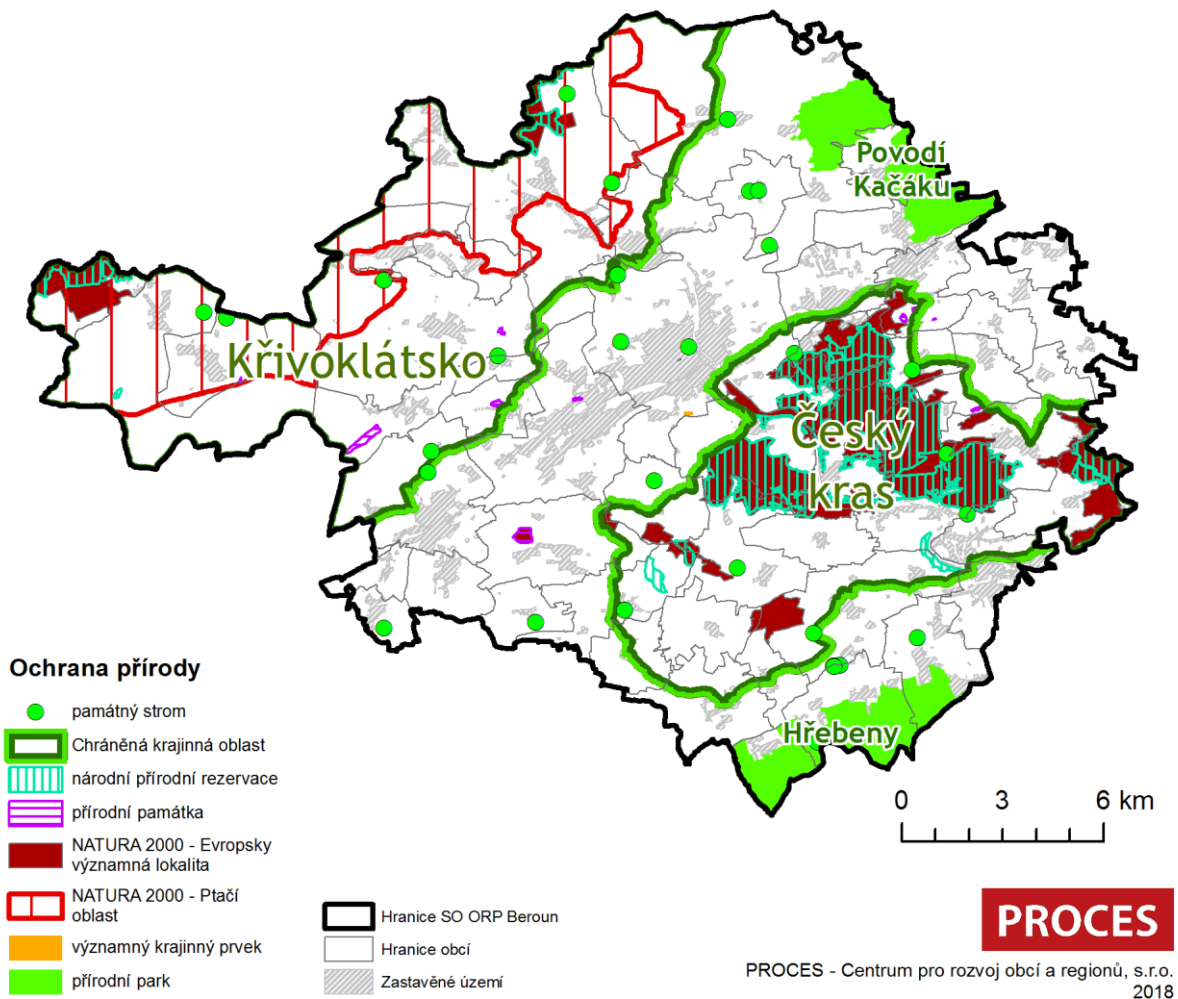 Povodí
Kačáku
Křivoklátsko
Český
kras
Hřebeny
Ochrana přírody
památný strom
Chráněná krajinná oblast
národní přírodní rezervace
přírodní památka
NATURA 2000 - Evropsky
významná lokalita
NATURA 2000 - Ptačí
oblast
významný krajinný prvek
přírodní park
Hranice SO ORP Beroun
Hranice obcí
Zastavěné území
0 3 6 km
PROCES
PROCES - Centrum pro rozvoj obcí a regionů, s.r.o.
2018